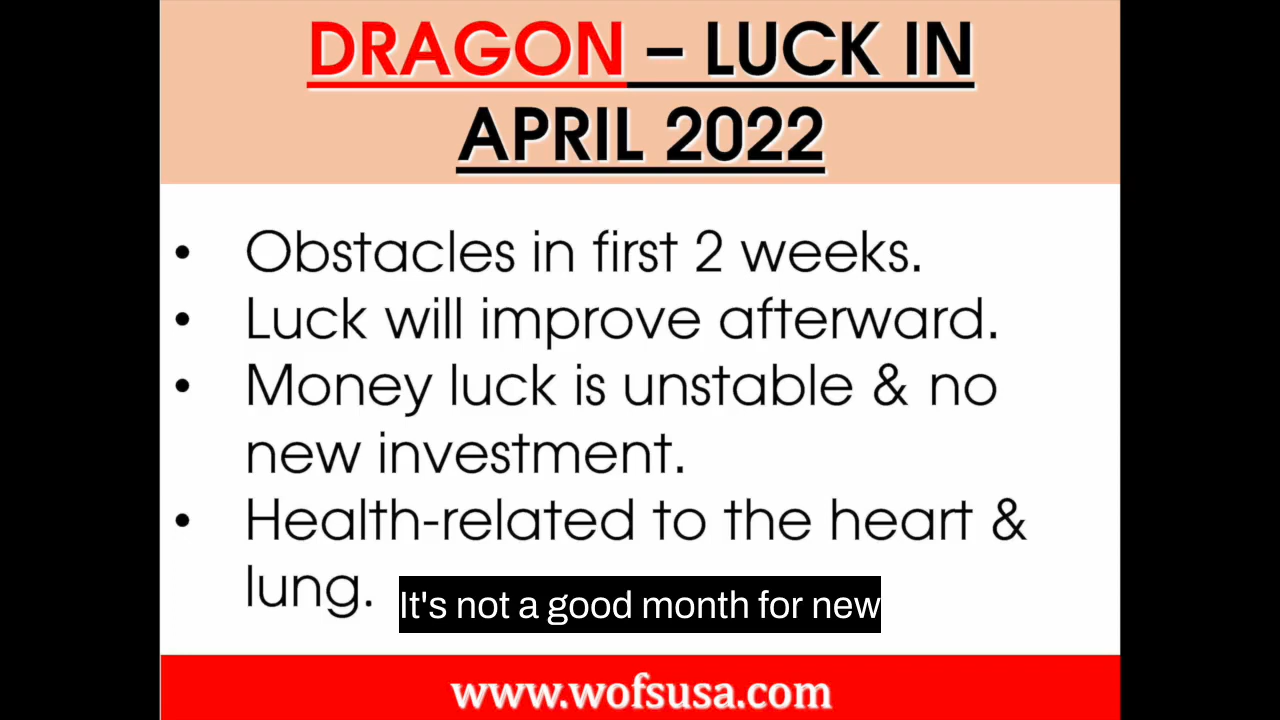 DRAGON – LUCK IN
APRIL 2022
• Obstacles in first 2 weeks.
• Luck will improve afterward.
• Money luck is unstable & no
new investment.
• Health-related to the heart &
lung.
It's not a good month for new
www.wofsusa.com